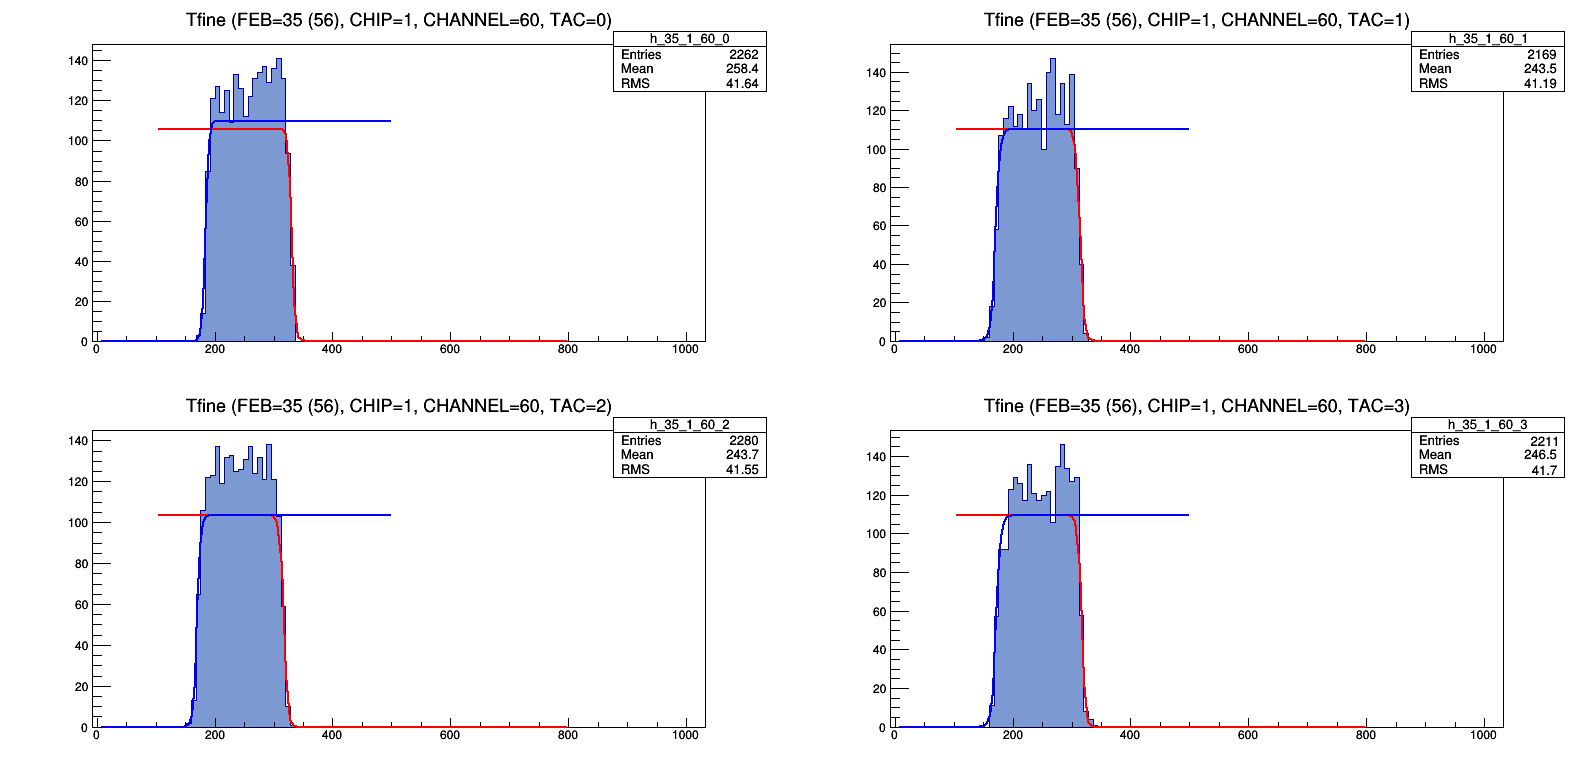 Tfine (FEB=35 (56), CHIP=1, CHANNEL=60, TAC=0)
h_35_1_60_0
Entries 2262
Mean 258.4
RMS 41.64
140
120
100
80
60
40
20
0
0 200 400 600 800 1000
Tfine (FEB=35 (56), CHIP=1, CHANNEL=60, TAC=1)
h_35_1_60_1
Entries 2169
Mean 243.5
RMS 41.19
140
120
100
80
60
40
20
0
0 200 400 600 800 1000
Tfine (FEB=35 (56), CHIP=1, CHANNEL=60, TAC=2)
h_35_1_60_2
Entries 2280
Mean 243.7
RMS 41.55
140
120
100
80
60
40
20
0
0 200 400 600 800 1000
Tfine (FEB=35 (56), CHIP=1, CHANNEL=60, TAC=3)
h_35_1_60_3
Entries 2211
Mean 246.5
RMS 41.7
140
120
100
80
60
40
20
0
0 200 400 600 800 1000